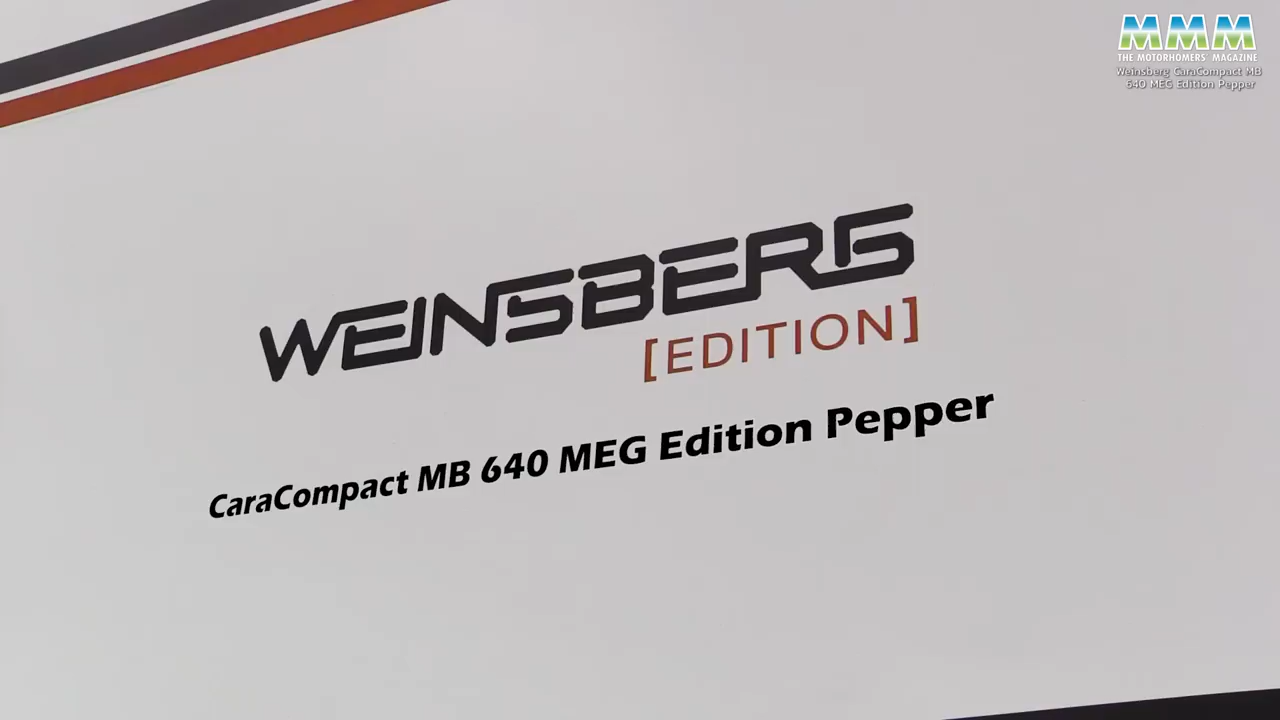 MMM
THE MOTORHOMERS' MAGAZINE
Weinsberg CaraCompact MB
640 MEG Edition Pepper
WEINSBERG
[EDITION]
CaraCompact MB 640 MEG Edition Pepper